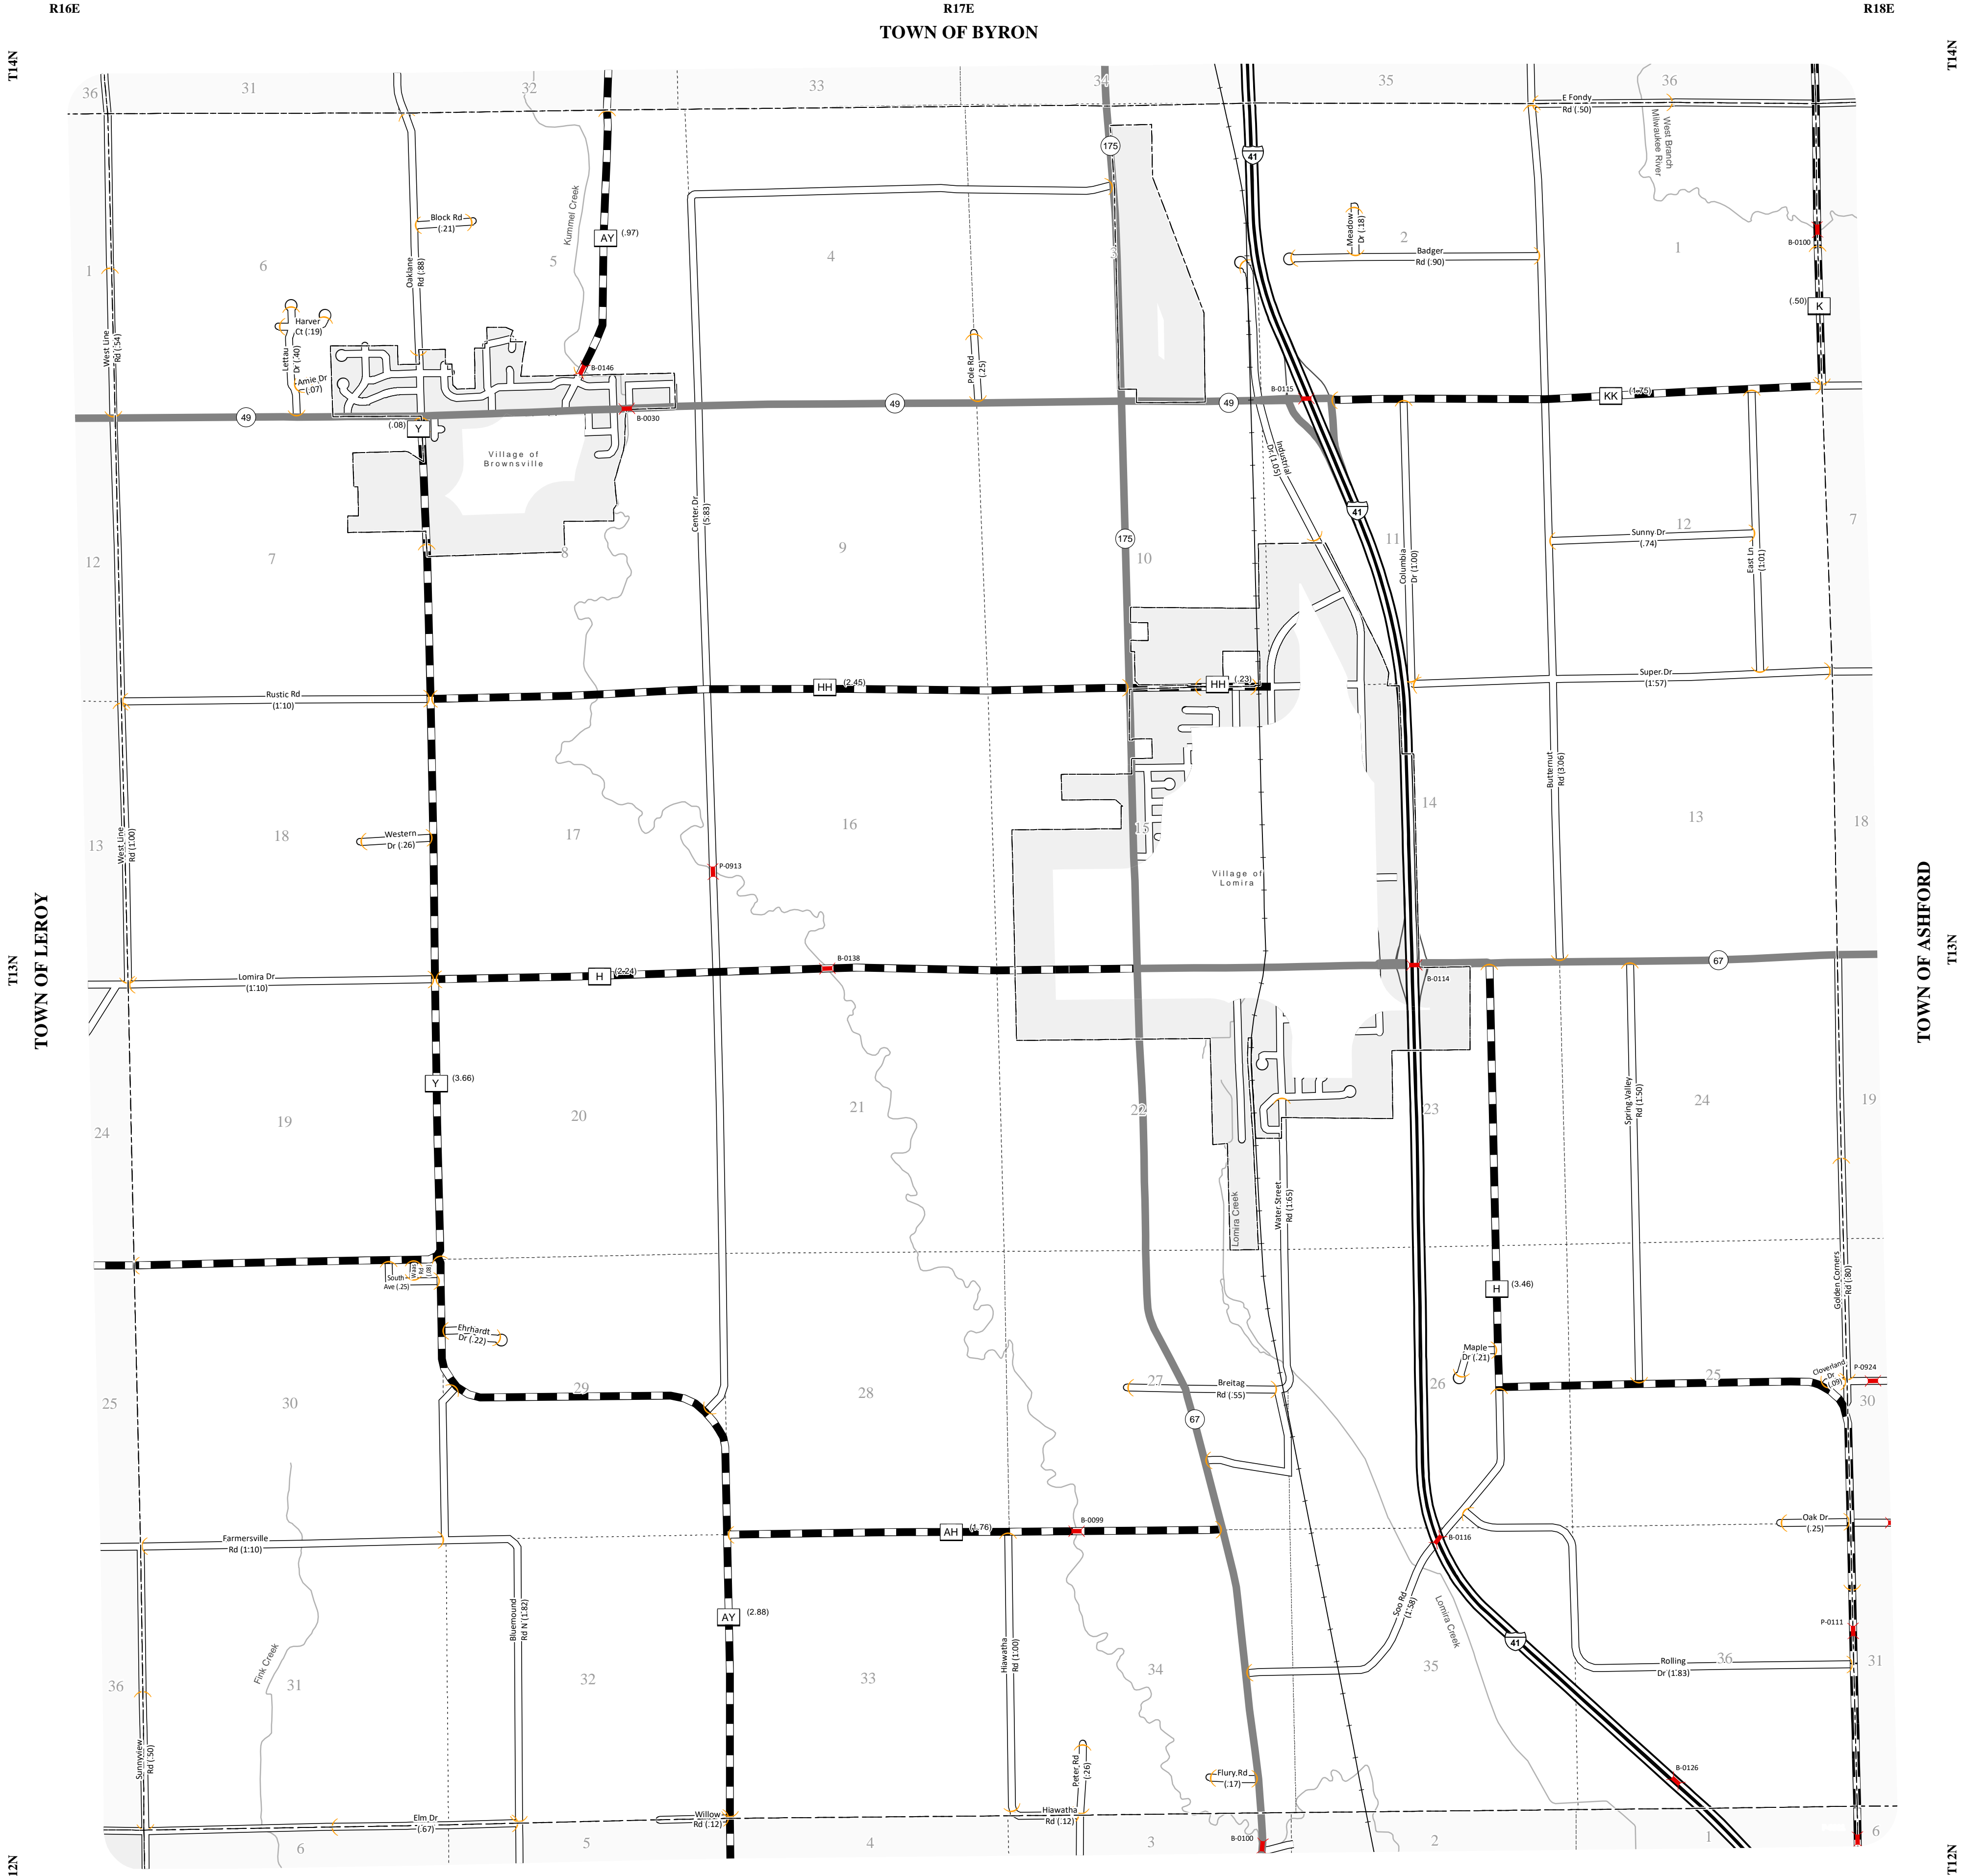 R16E
R17E
R18E
TOWN OF BYRON
T14N
T14N
36
31
32
33
34
35
36
E Fondy
Rd (.50)
West Branch
Milwaukee River
175
41
Kummel Creek
Block Rd
(.21)
AY
(.97)
Meadow
Dr (.18)
2
Badger
Rd (.90)
B-0100
1
6
Oaklane
Rd (.88)
5
4
3
1
(.50)
K
Harver
Ct (.19)
Lettau
Dr (.40)
Amie Dr
(.07)
West Line
Rd (.54)
B-0146
Pole Rd
(.25)
B-0115
KK
(1.75)
49
49
49
B-0030
(.08)
Y
Village of
Brownsville
Industrial
Dr (1.05)
41
Center Dr
(5.83)
175
12
7
8
9
10
11
Columbia
Dr (1.00)
Sunny Dr
(.74)
12
East Ln
(1.01)
7
Rustic Rd
(1.10)
HH
(2.45)
HH
(.23)
Super Dr
(1.57)
Butternut
Rd (3.06)
13
West Line
Rd (1.00)
18
Western
Dr (.26)
17
16
15
14
13
18
P-0913
Village of
Lomira
TOWN OF LEROY
TOWN OF ASHFORD
T13N
T13N
Lomira Dr
(1.10)
H
(2.24)
B-0138
67
B-0114
Y
(3.66)
24
19
20
21
22
23
24
19
Spring Valley
Rd (1.50)
Lomira Creek
Water Street
Rd (1.65)
South
Ave (.25)
Waas
Rd
(.08)
H
(3.46)
Golden Corners
Rd (.80)
Ehrhardt
Dr (.22)
Maple
Dr (.21)
Cloverland
Dr
(.09)
P-0924
25
30
29
28
27
Breitag
Rd (.55)
26
25
30
67
Farmersville
Rd (1.10)
AH
(1.76)
B-0099
B-0116
Oak Dr
(.25)
Bluemound
Rd N (1.82)
AY
(2.88)
Hiawatha
Rd (1.00)
Soo Rd
(1.58)
Lomira Creek
41
P-0111
Fink Creek
36
31
32
33
34
35
Rolling
Dr (1.83)
36
31
Sunnyview
Rd (.50)
Peter Rd
(.26)
Flury Rd
(.17)
B-0126
Elm Dr
(.67)
Willow
Rd (.12)
Hiawatha
Rd (.12)
B-0100
6
5
4
3
2
1
6
T12N
T12N